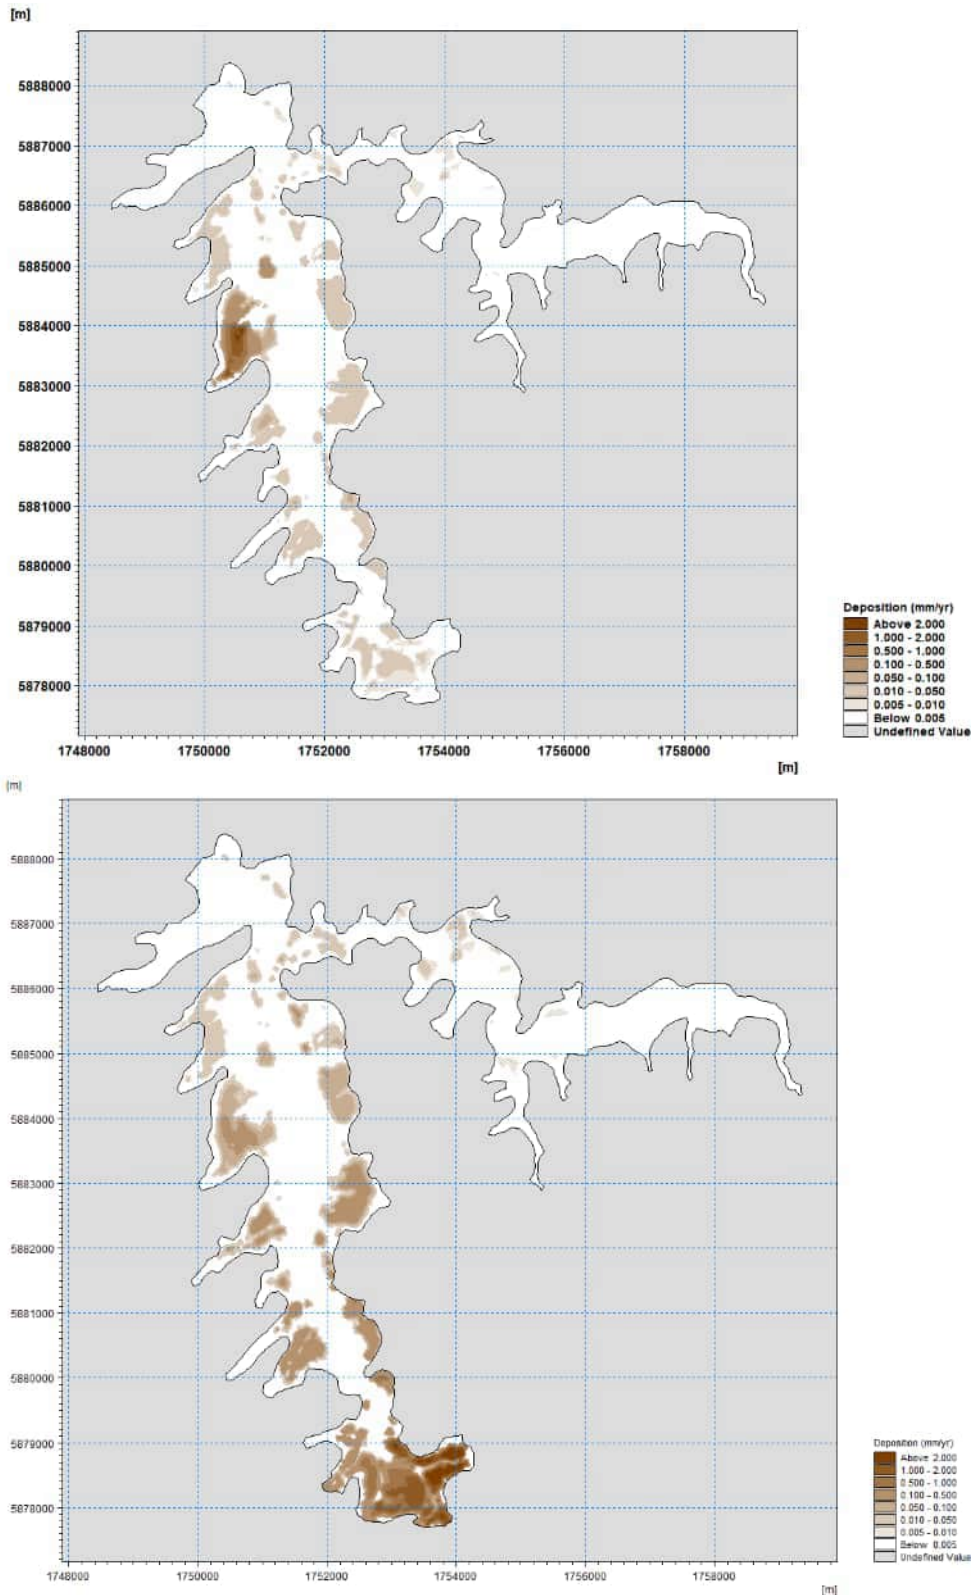 [m]
5888000
5887000
5886000
5885000
5884000
5883000
5882000
5881000
5880000
5879000
5878000
1748000 1750000 1752000 1754000 1756000 1758000
[m]
Deposition (mm/yr)
Above 2.000
1.000 - 2.000
0.500 - 1.000
0.100 - 0.500
0.050 - 0.100
0.010 - 0.050
0.005 - 0.010
Below 0.005
Undefined Value
[m]
5888000
5887000
5886000
5885000
5884000
5883000
5882000
5881000
5880000
5879000
5878000
1748000 1750000 1752000 1754000 1756000 1758000
[m]
Deposition (mm/yr)
Above 2.000
1.000 - 2.000
0.500 - 1.000
0.100 - 0.500
0.050 - 0.100
0.010 - 0.050
0.005 - 0.010
Below 0.005
Undefined Value